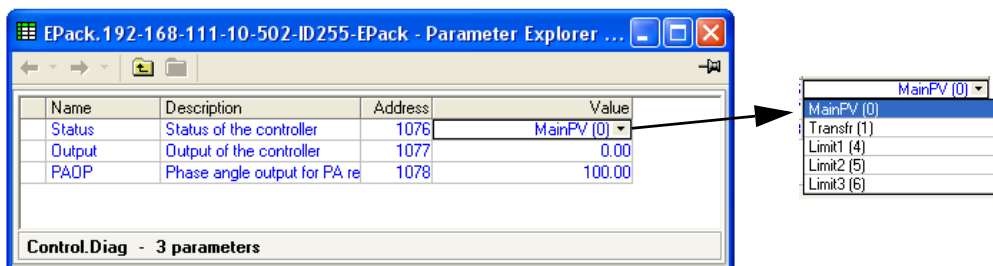 EPack.192-168-111-10-502-ID255-EPack - Parameter Explorer ...
Name Description Address Value
Status Status of the controller 1076 MainPV (0)
Output Output of the controller 1077 0.00
PAOP Phase angle output for PA re 1078 100.00
Control.Diag - 3 parameters
MainPV (0)
MainPV (0)
Transfr (1)
Limit1 (4)
Limit2 (5)
Limit3 (6)